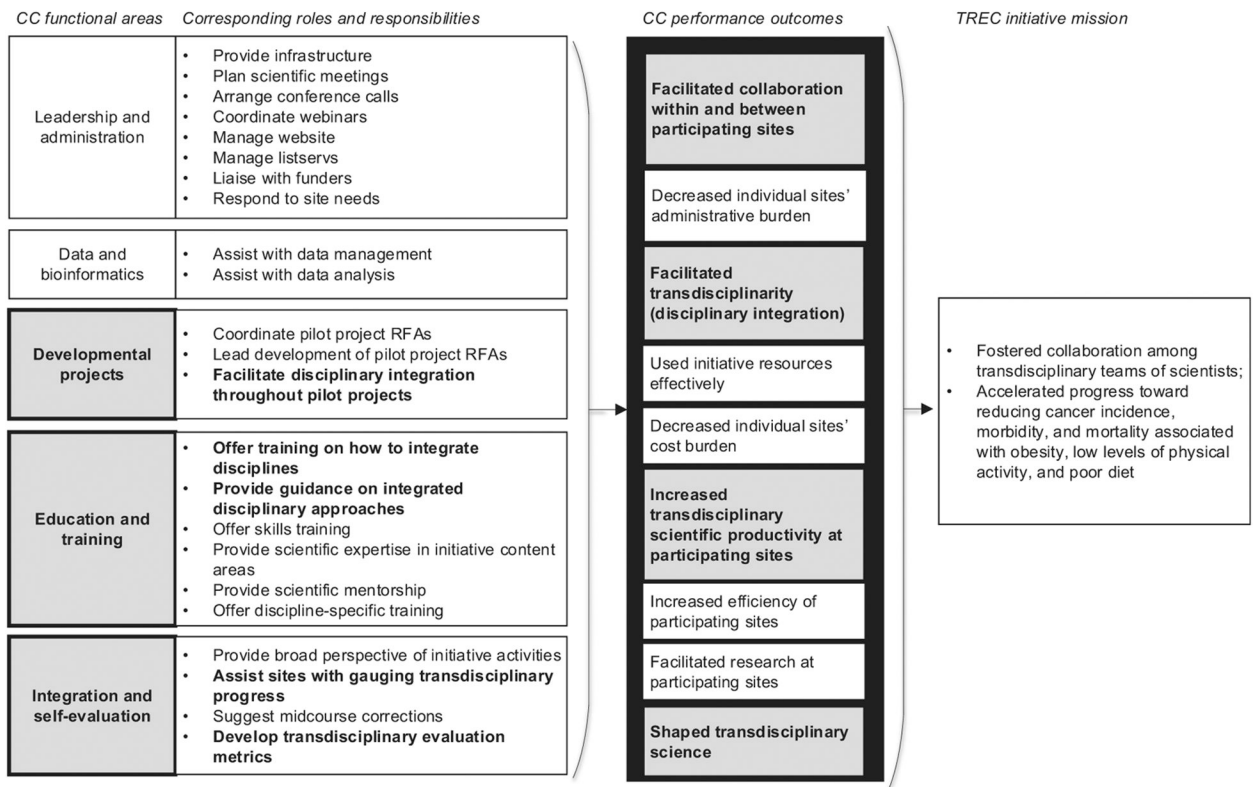 CC functional areas
Corresponding roles and responsibilities
CC performance outcomes
TREC initiative mission
Leadership and
administration
• Provide infrastructure
• Plan scientific meetings
• Arrange conference calls
• Coordinate webinars
• Manage website
• Manage listservs
• Liaise with funders
• Respond to site needs
Data and
bioinformatics
• Assist with data management
• Assist with data analysis
Developmental
projects
• Coordinate pilot project RFAs
• Lead development of pilot project RFAs
• Facilitate disciplinary integration
throughout pilot projects
Education and
training
• Offer training on how to integrate
disciplines
• Provide guidance on integrated
disciplinary approaches
• Offer skills training
• Provide scientific expertise in initiative content
areas
• Provide scientific mentorship
• Offer discipline-specific training
Integration and
self-evaluation
• Provide broad perspective of initiative activities
• Assist sites with gauging transdisciplinary
progress
• Suggest midcourse corrections
• Develop transdisciplinary evaluation
metrics
Facilitated collaboration
within and between
participating sites
Decreased individual sites'
administrative burden
Facilitated
transdisciplinarity
(disciplinary integration)
Used initiative resources
effectively
Decreased individual sites'
cost burden
Increased
transdisciplinary
scientific productivity at
participating sites
Increased efficiency of
participating sites
Facilitated research at
participating sites
Shaped transdisciplinary
science
• Fostered collaboration among
transdisciplinary teams of scientists;
• Accelerated progress toward
reducing cancer incidence,
morbidity, and mortality associated
with obesity, low levels of physical
activity, and poor diet